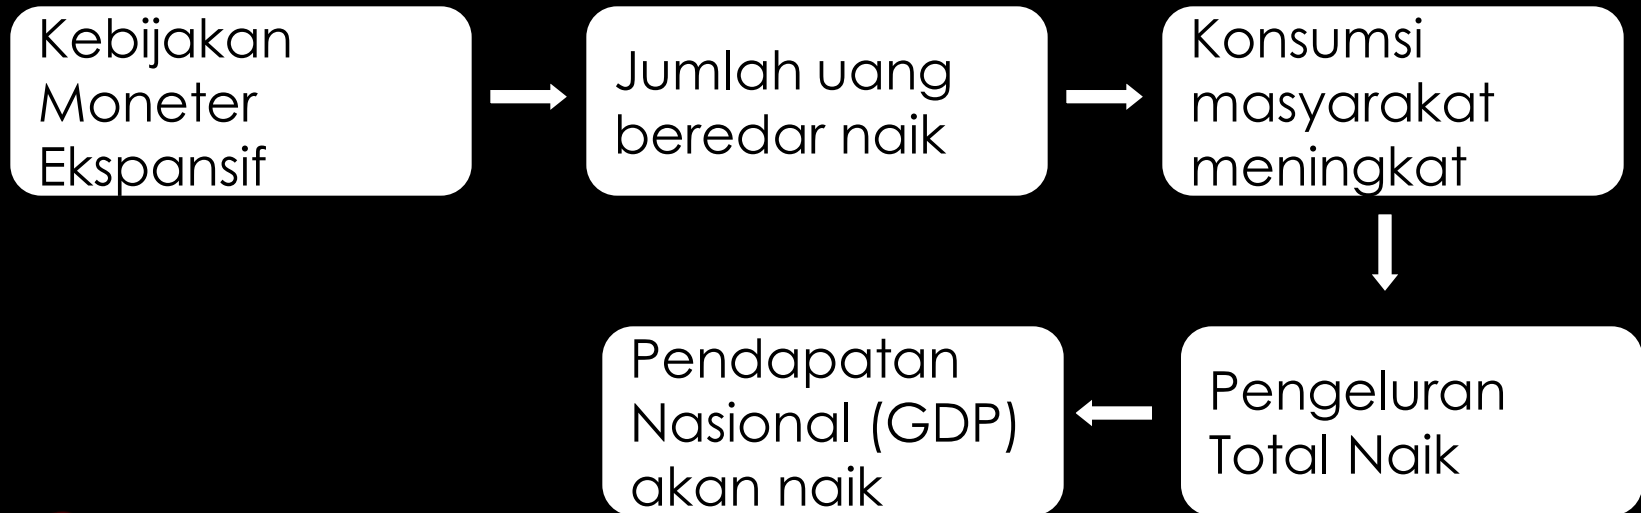 Kebijakan
Moneter
Ekspansif
Jumlah uang
beredar naik
Konsumsi
masyarakat
meningkat
Pengeluran
Total Naik
Pendapatan
Nasional (GDP)
akan naik